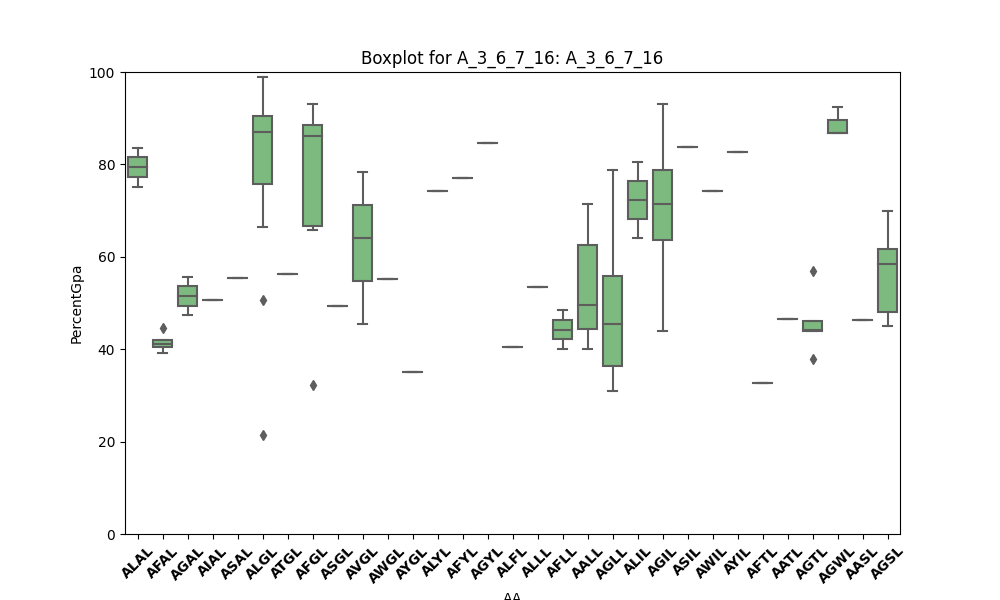 Boxplot for A_3_6_7_16: A_3_6_7_16
100
80
60
40
20
0
PercentGpa
ALAL AFAL AGAL AIAL ASAL ALGL ATGL AFGL ASGL AVGL AWGL AYGL ALYL AFYL AGYL ALFL ALLL AFLL AALL AGLL ALIL AGIL ASIL AWIL AYIL AFTL AATL AGTL AGWL AASL AGSL
AA